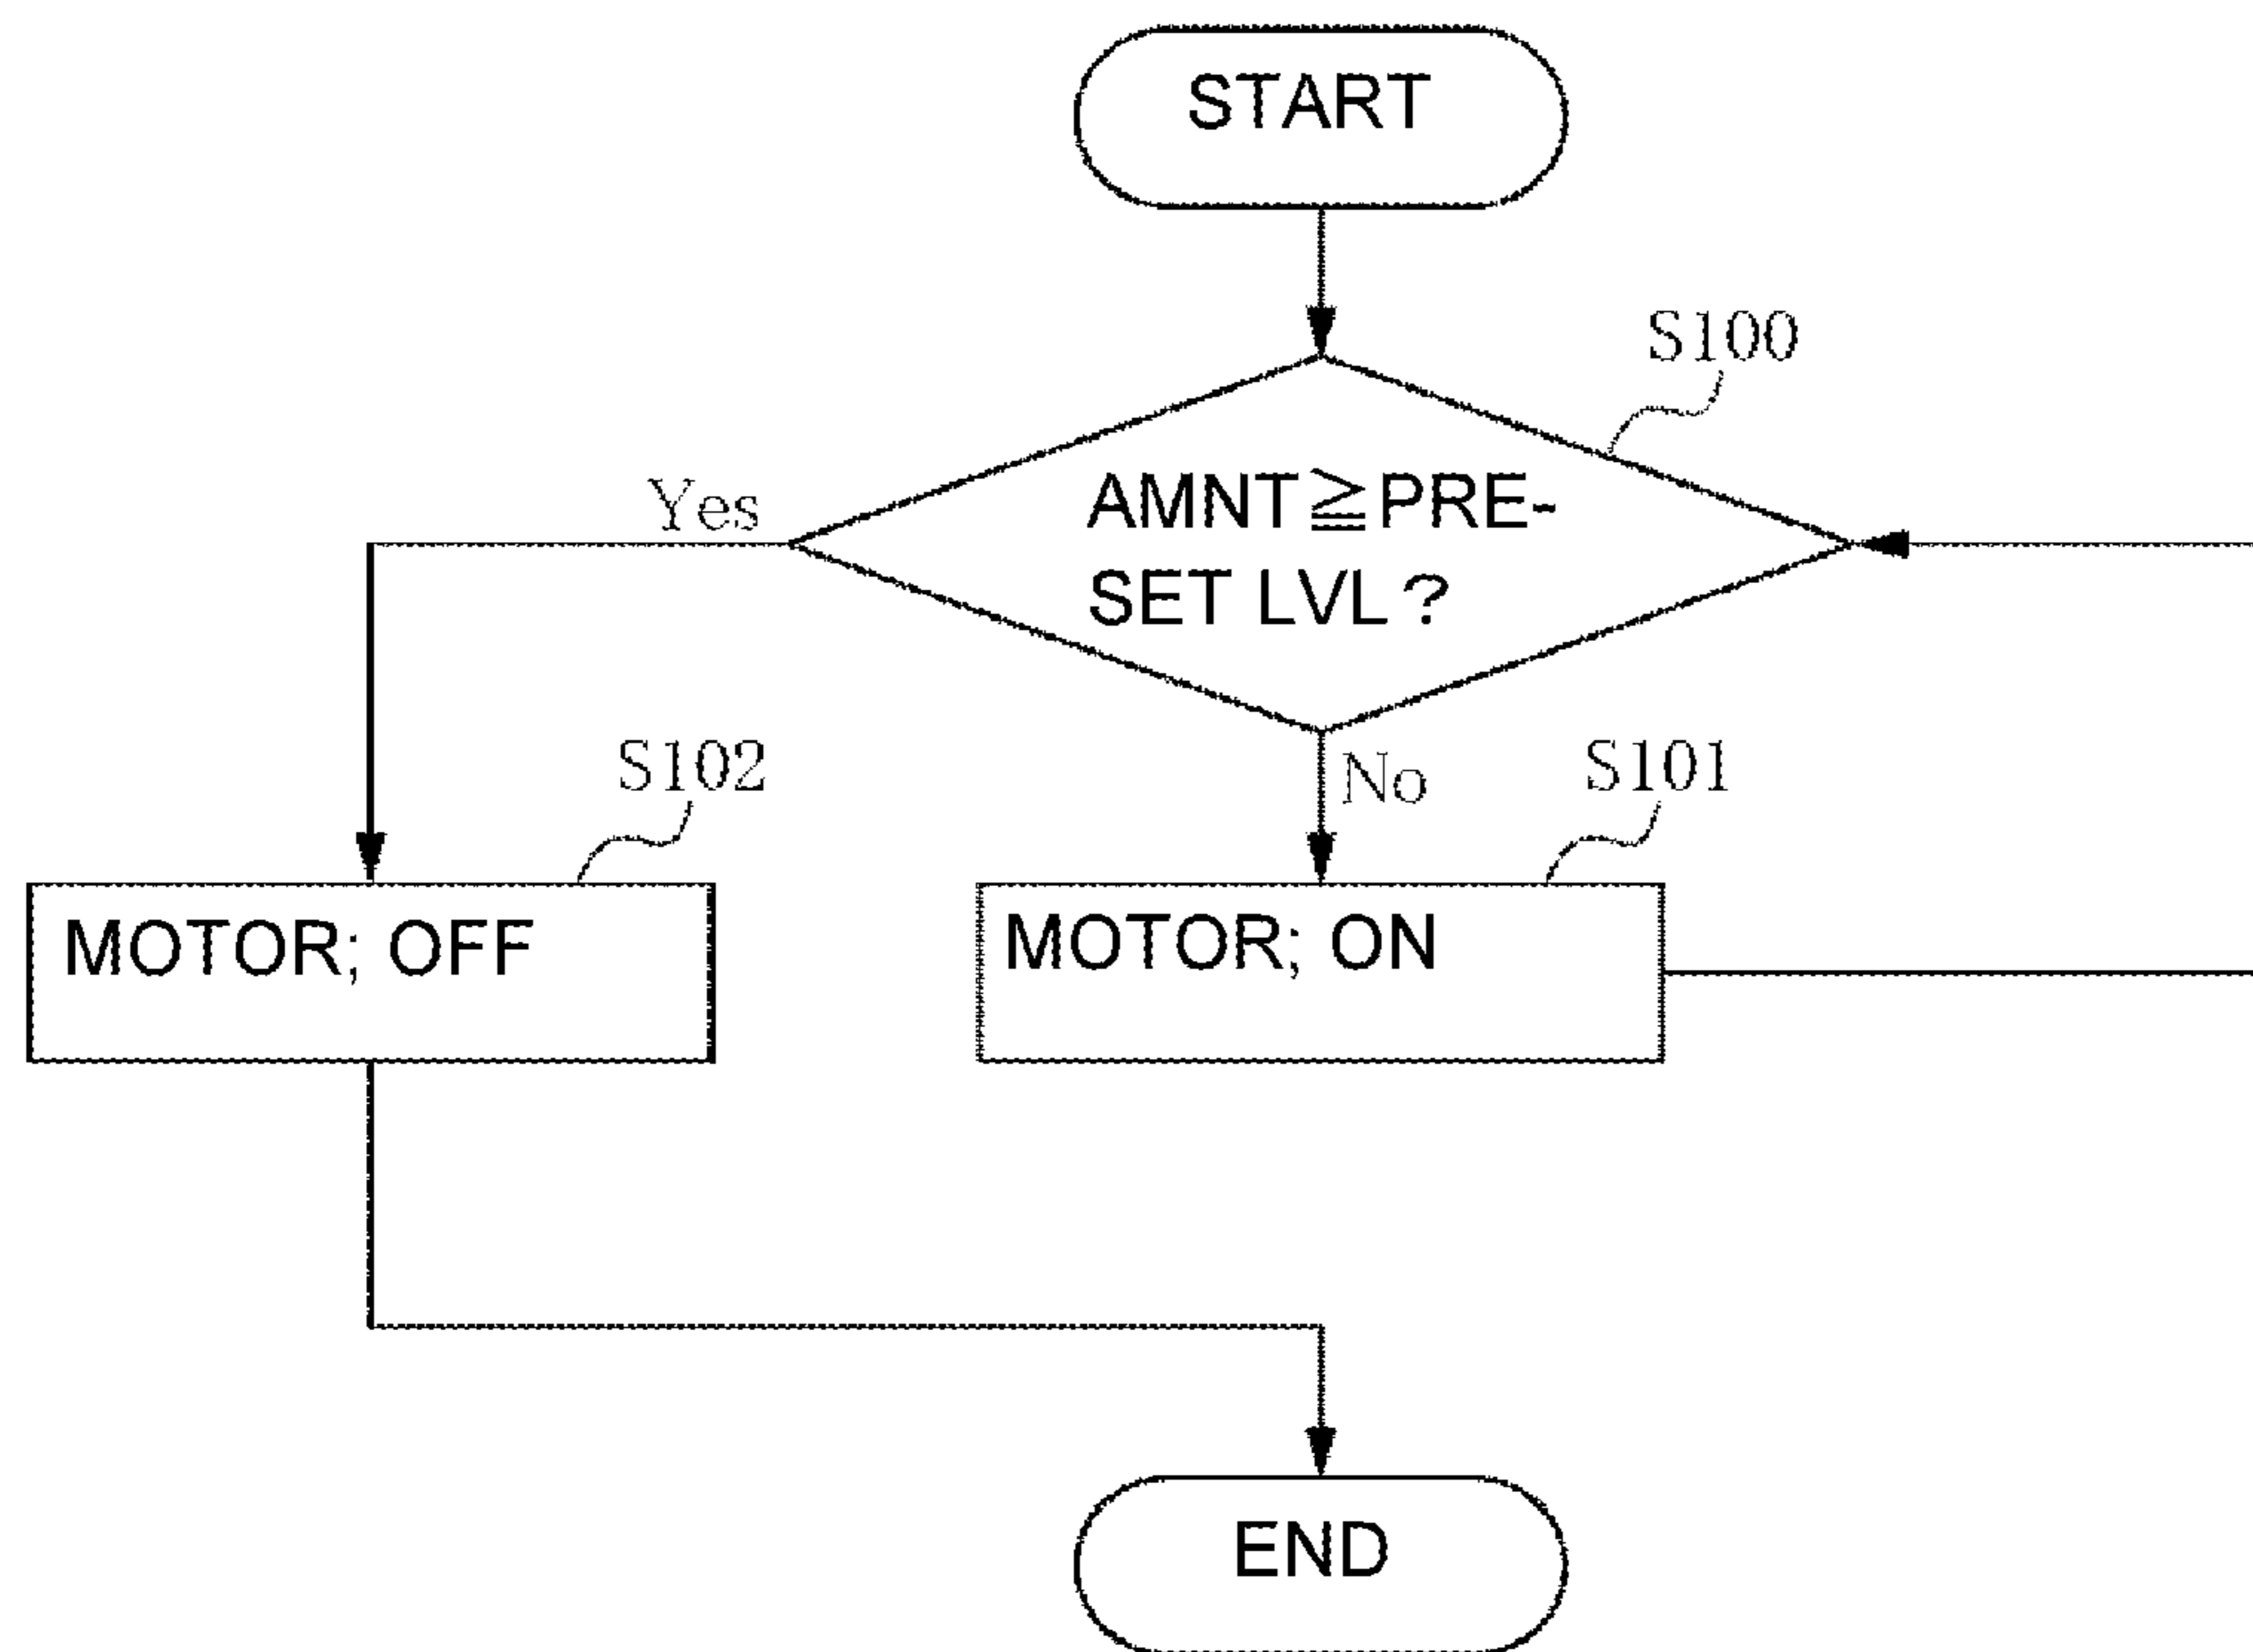 START
S100
Yes
AMNT≧PRE-
SET LVL ?
S102
No
S101
MOTOR; OFF
MOTOR; ON
END